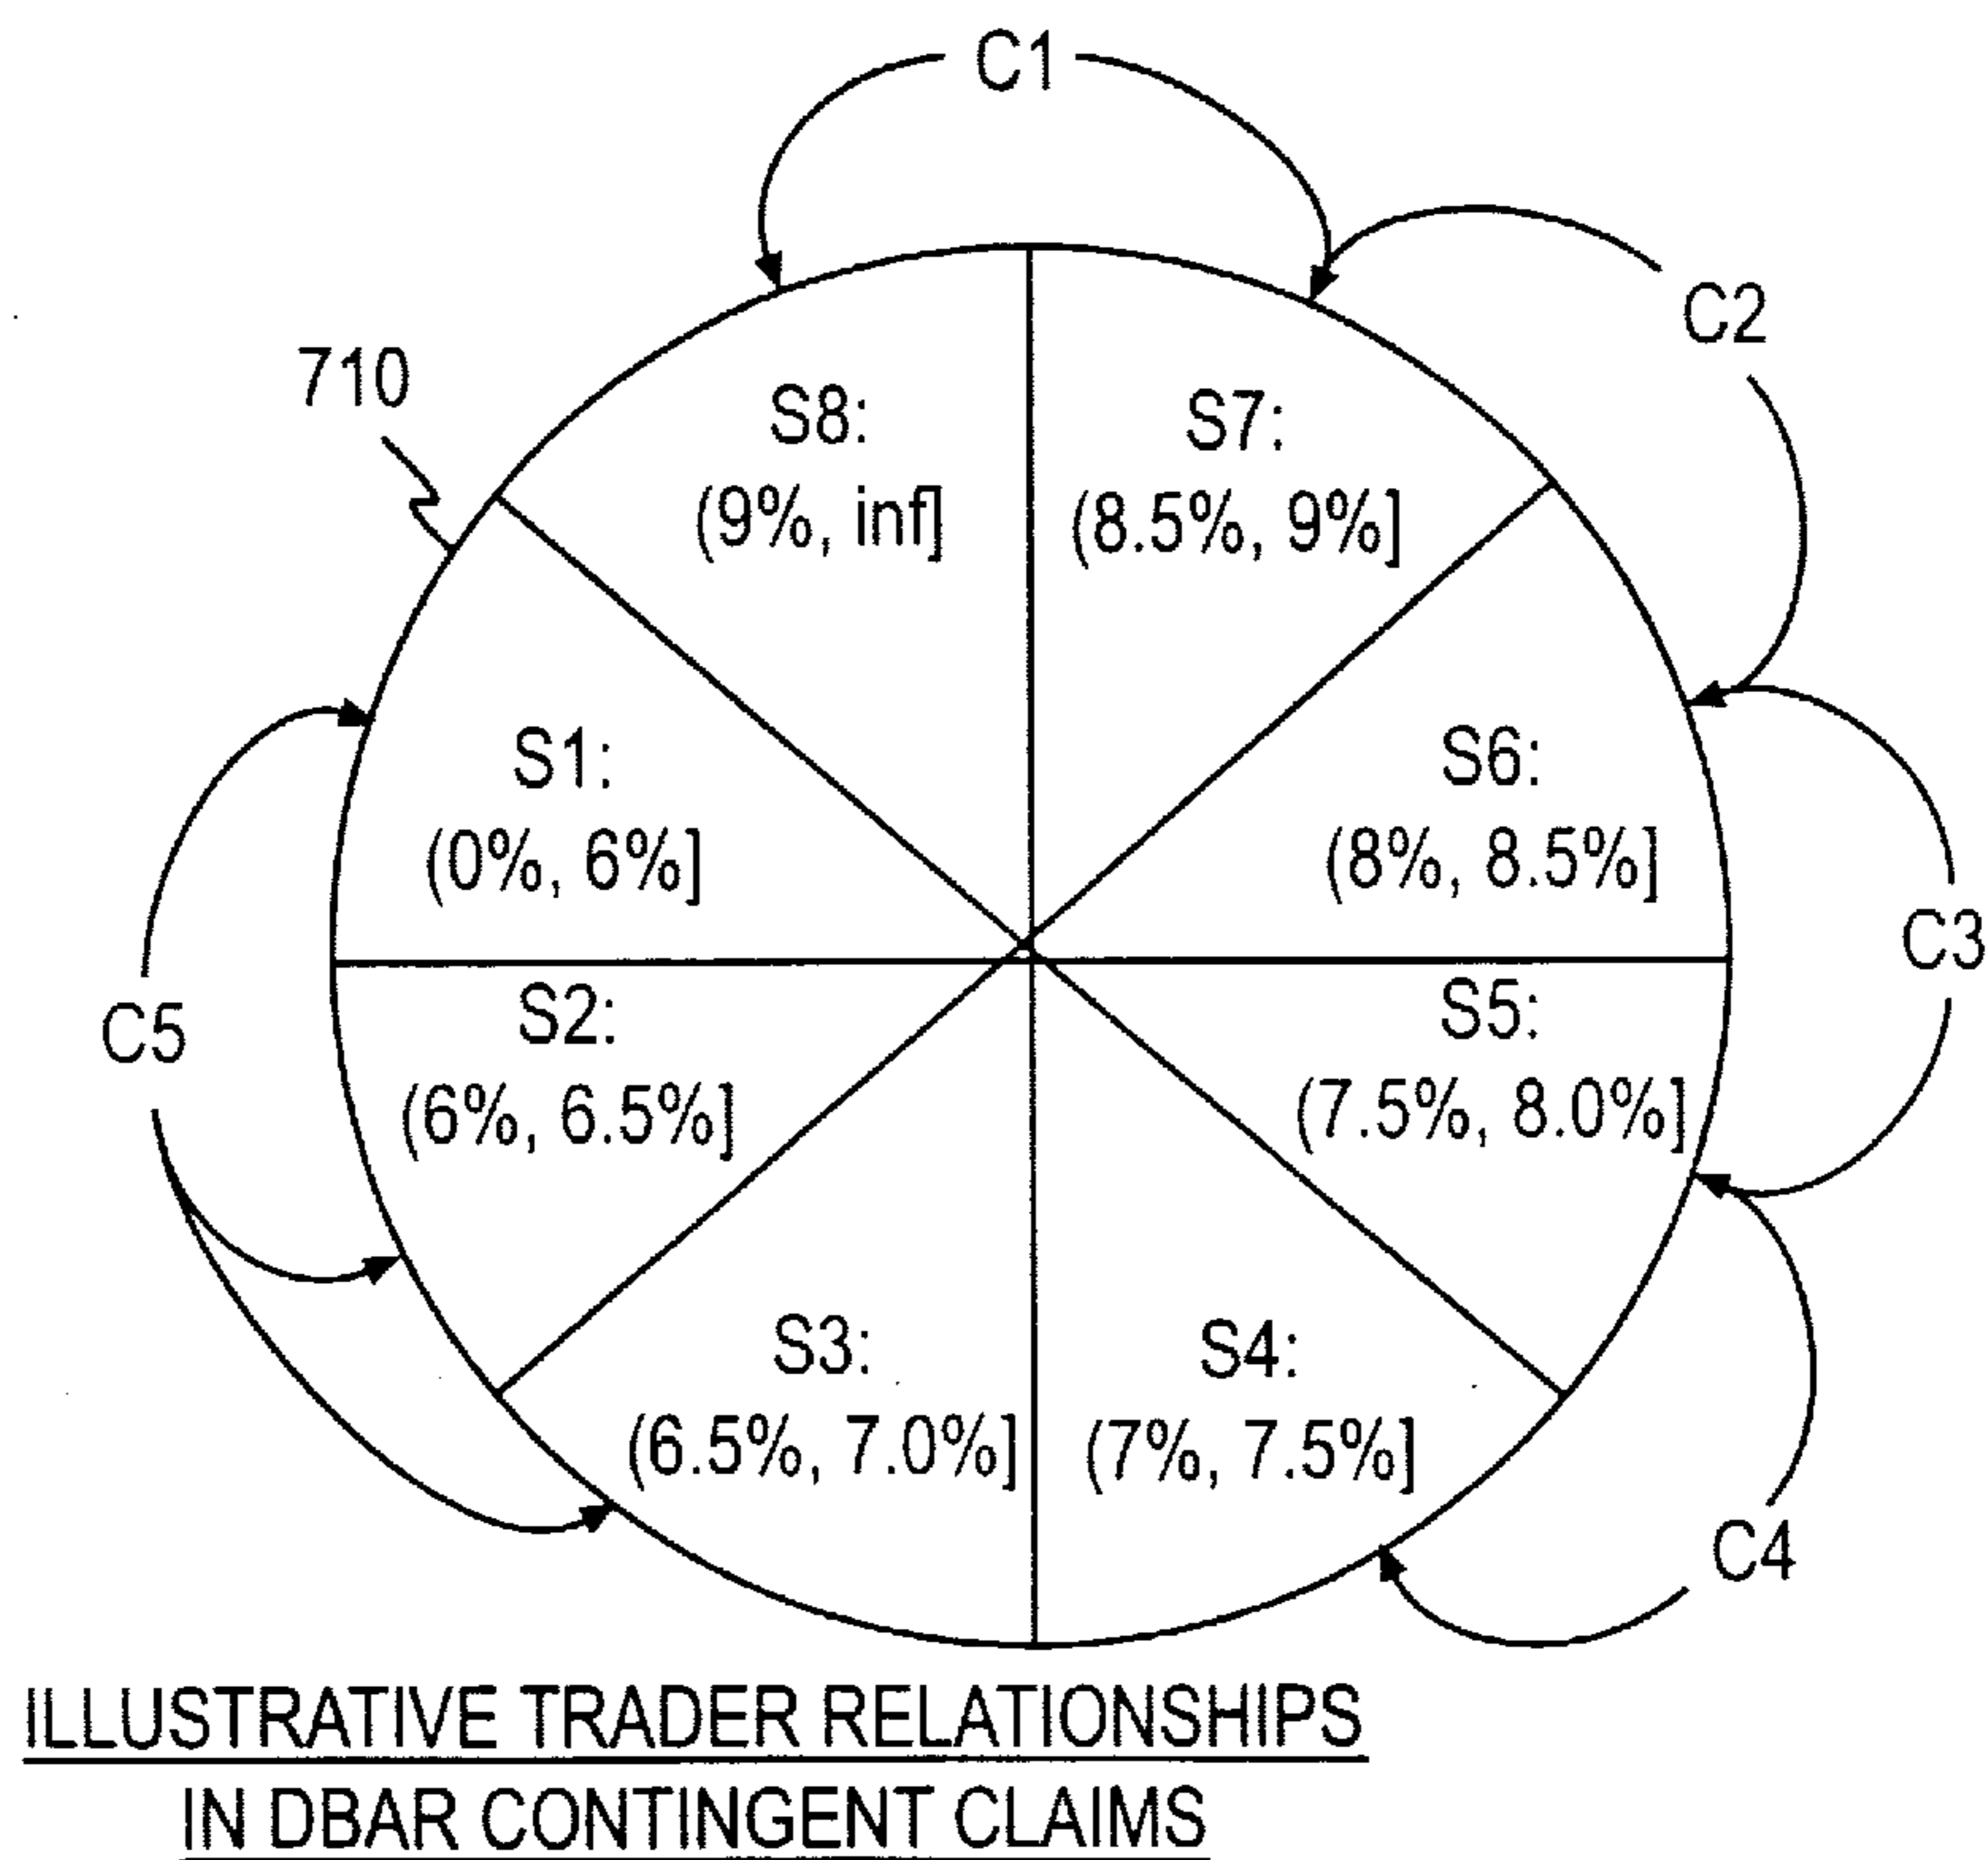 C1
C2
710
S8:
(9%, inf]
S7:
(8.5%, 9%]
S1:
(0%, 6%]
S6:
(8%, 8.5%]
C3
C5
S2:
(6%, 6.5%]
S5:
(7.5%, 8.0%]
S3:
(6.5%, 7.0%]
S4:
(7%, 7.5%]
C4
ILLUSTRATIVE TRADER RELATIONSHIPS
IN DBAR CONTINGENT CLAIMS